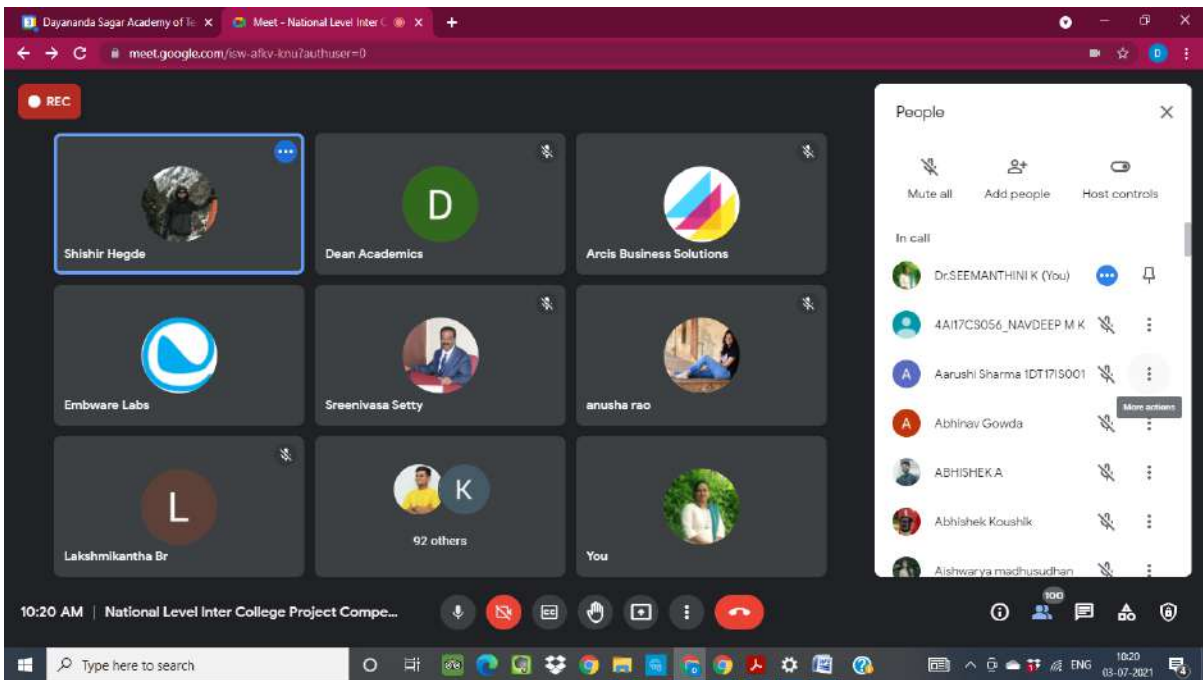 Dayananda Sagar Academy of Te
Meet - National Level Inter C
meet.google.com/isw-afkv-knu?authuser=0
D
REC
Shishir Hegde
D
Dean Academics
Arcis Business Solutions
Embware Labs
Sreenivasa Setty
anusha rao
L
Lakshmikantha Br
K
92 others
You
People
Mute all
Add people
Host controls
In call
Dr.SEEMANTHINI K (You)
4AI17CS056_NAVDEEP M K
A
Aarushi Sharma 1DT17IS001
More actions
A
Abhinav Gowda
ABHISHEK A
Abhishek Koushik
Aishwarya madhusudhan
10:20 AM | National Level Inter College Project Compe...
CC
100
Type here to search
ENG
10:20
03-07-2021